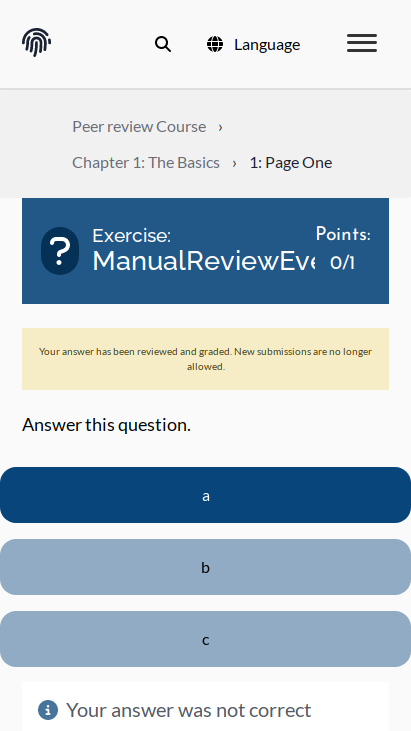 Language
Peer review Course ›
Chapter 1: The Basics › 1: Page One
Exercise:
ManualReviewEve
Points:
0/1
Your answer has been reviewed and graded. New submissions are no longer
allowed.
Answer this question.
a
b
c
Your answer was not correct